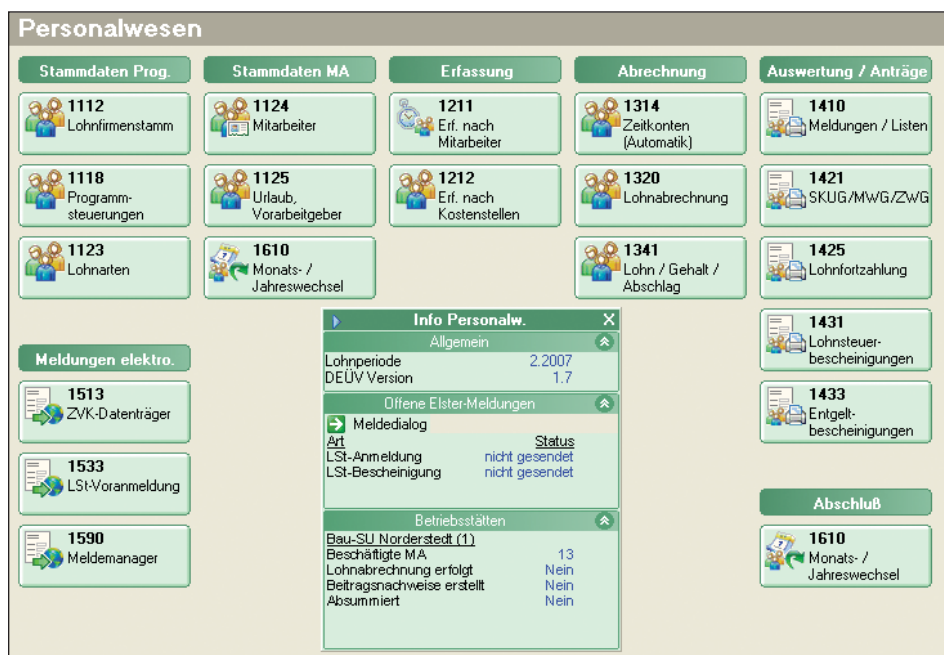 Personalwesen
Stammdaten Prog.
1112
Lohnfirmenstamm
1118
Programm-
steuerungen
1123
Lohnarten
Stammdaten MA
1124
Mitarbeiter
1125
Urlaub,
Vorarbeitgeber
1610
Monats- /
Jahreswechsel
Erfassung
1211
Erf. nach
Mitarbeiter
1212
Erf. nach
Kostenstellen
Abrechnung
1314
Zeitkonten
(Automatik)
1320
Lohnabrechnung
1341
Lohn / Gehalt /
Abschlag
Auswertung / Anträge
1410
Meldungen / Listen
1421
SKUG/MWG/ZWG
1425
Lohnfortzahlung
1431
Lohnsteuer-
bescheinigungen
1433
Entgelt-
bescheinigungen
Meldungen elektro.
1513
ZVK-Datenträger
1533
LSt-Voranmeldung
1590
Meldemanager
Info Personalw. X
Allgemein
Lohnperiode 2.2007
DEÜV Version 1.7
Offene Elster-Meldungen
Meldedialog
Art Status
LSt-Anmeldung nicht gesendet
LSt-Bescheinigung nicht gesendet
Betriebsstätten
Bau-SU Norderstedt (1)
Beschäftigte MA 13
Lohnabrechnung erfolgt Nein
Beitragsnachweise erstellt Nein
Absummiert Nein
Abschluß
1610
Monats- /
Jahreswechsel